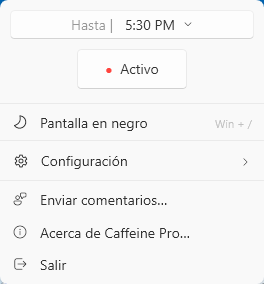 Hasta | 5:30 PM
Activo
Pantalla en negro Win + /
Configuración
Enviar comentarios...
Acerca de Caffeine Pro...
Salir